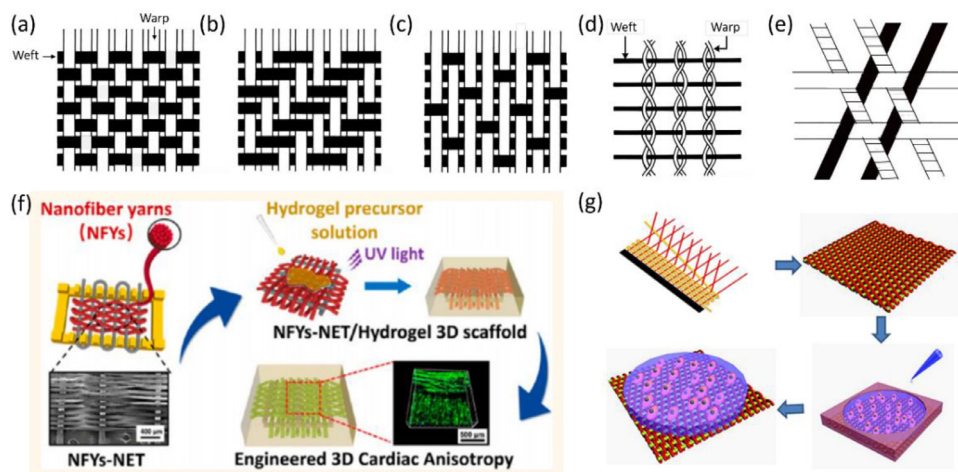 (a)
Warp
Weft
(b)
(c)
(d)
Weft
Warp
(e)
(f)
Nanofiber yarns
(NFYs)
Hydrogel precursor
solution
UV light
NFYs-NET/Hydrogel 3D scaffold
400 μm
NFYs-NET
500 μm
Engineered 3D Cardiac Anisotropy
(g)